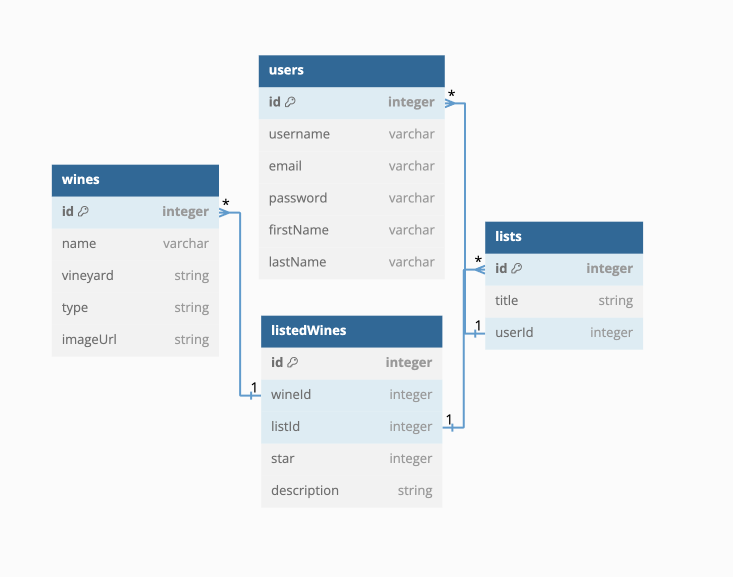 users
id integer
username varchar
email varchar
password varchar
firstName varchar
lastName varchar
*
wines
id integer
name varchar
vineyard string
type string
imageUrl string
*
lists
id integer
title string
userId integer
*
1
listedWines
id integer
wineId integer
listId integer
star integer
description string
1
1